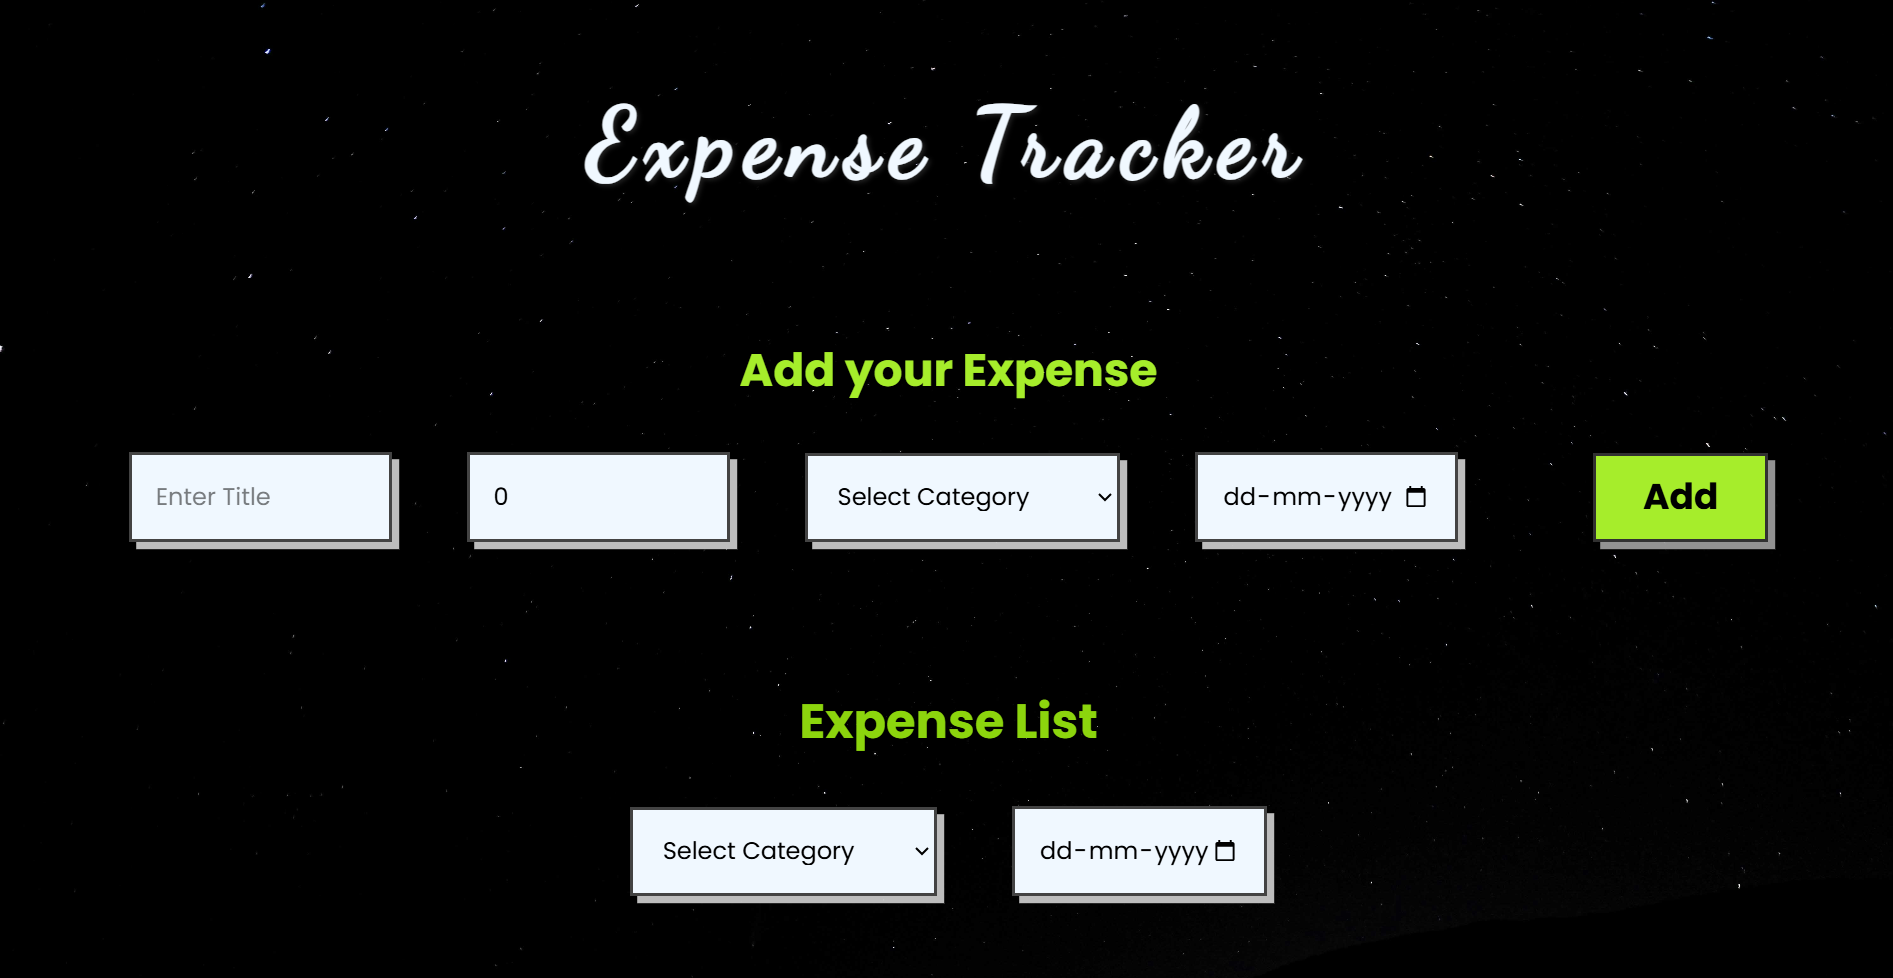 Expense Tracker
Add your Expense
Enter Title 0 Select Category dd-mm-yyyy Add
Expense List
Select Category dd-mm-yyyy